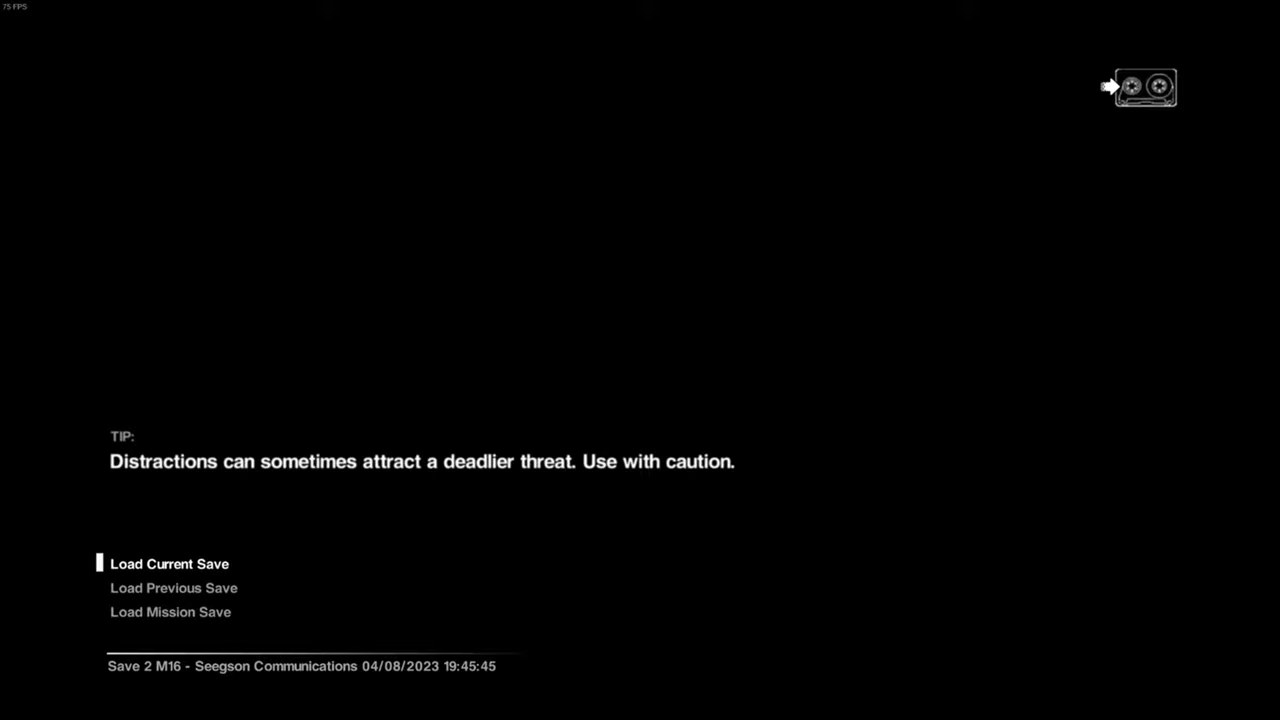 75 FPS
TIP:
Distractions can sometimes attract a deadlier threat. Use with caution.
Load Current Save
Load Previous Save
Load Mission Save
Save 2 M16 - Seegson Communications 04/08/2023 19:45:45